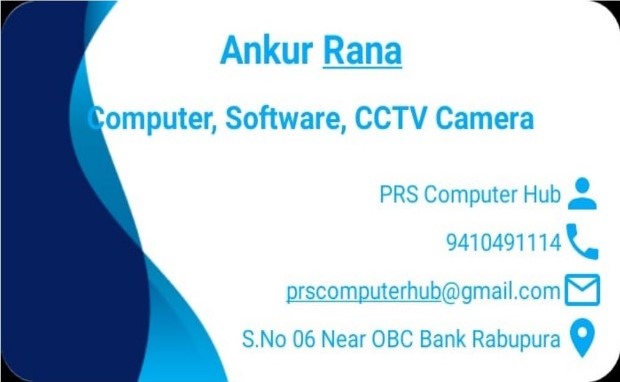 Ankur Rana
Computer, Software, CCTV Camera
PRS Computer Hub
9410491114
prscomputerhub@gmail.com
S.No 06 Near OBC Bank Rabupura